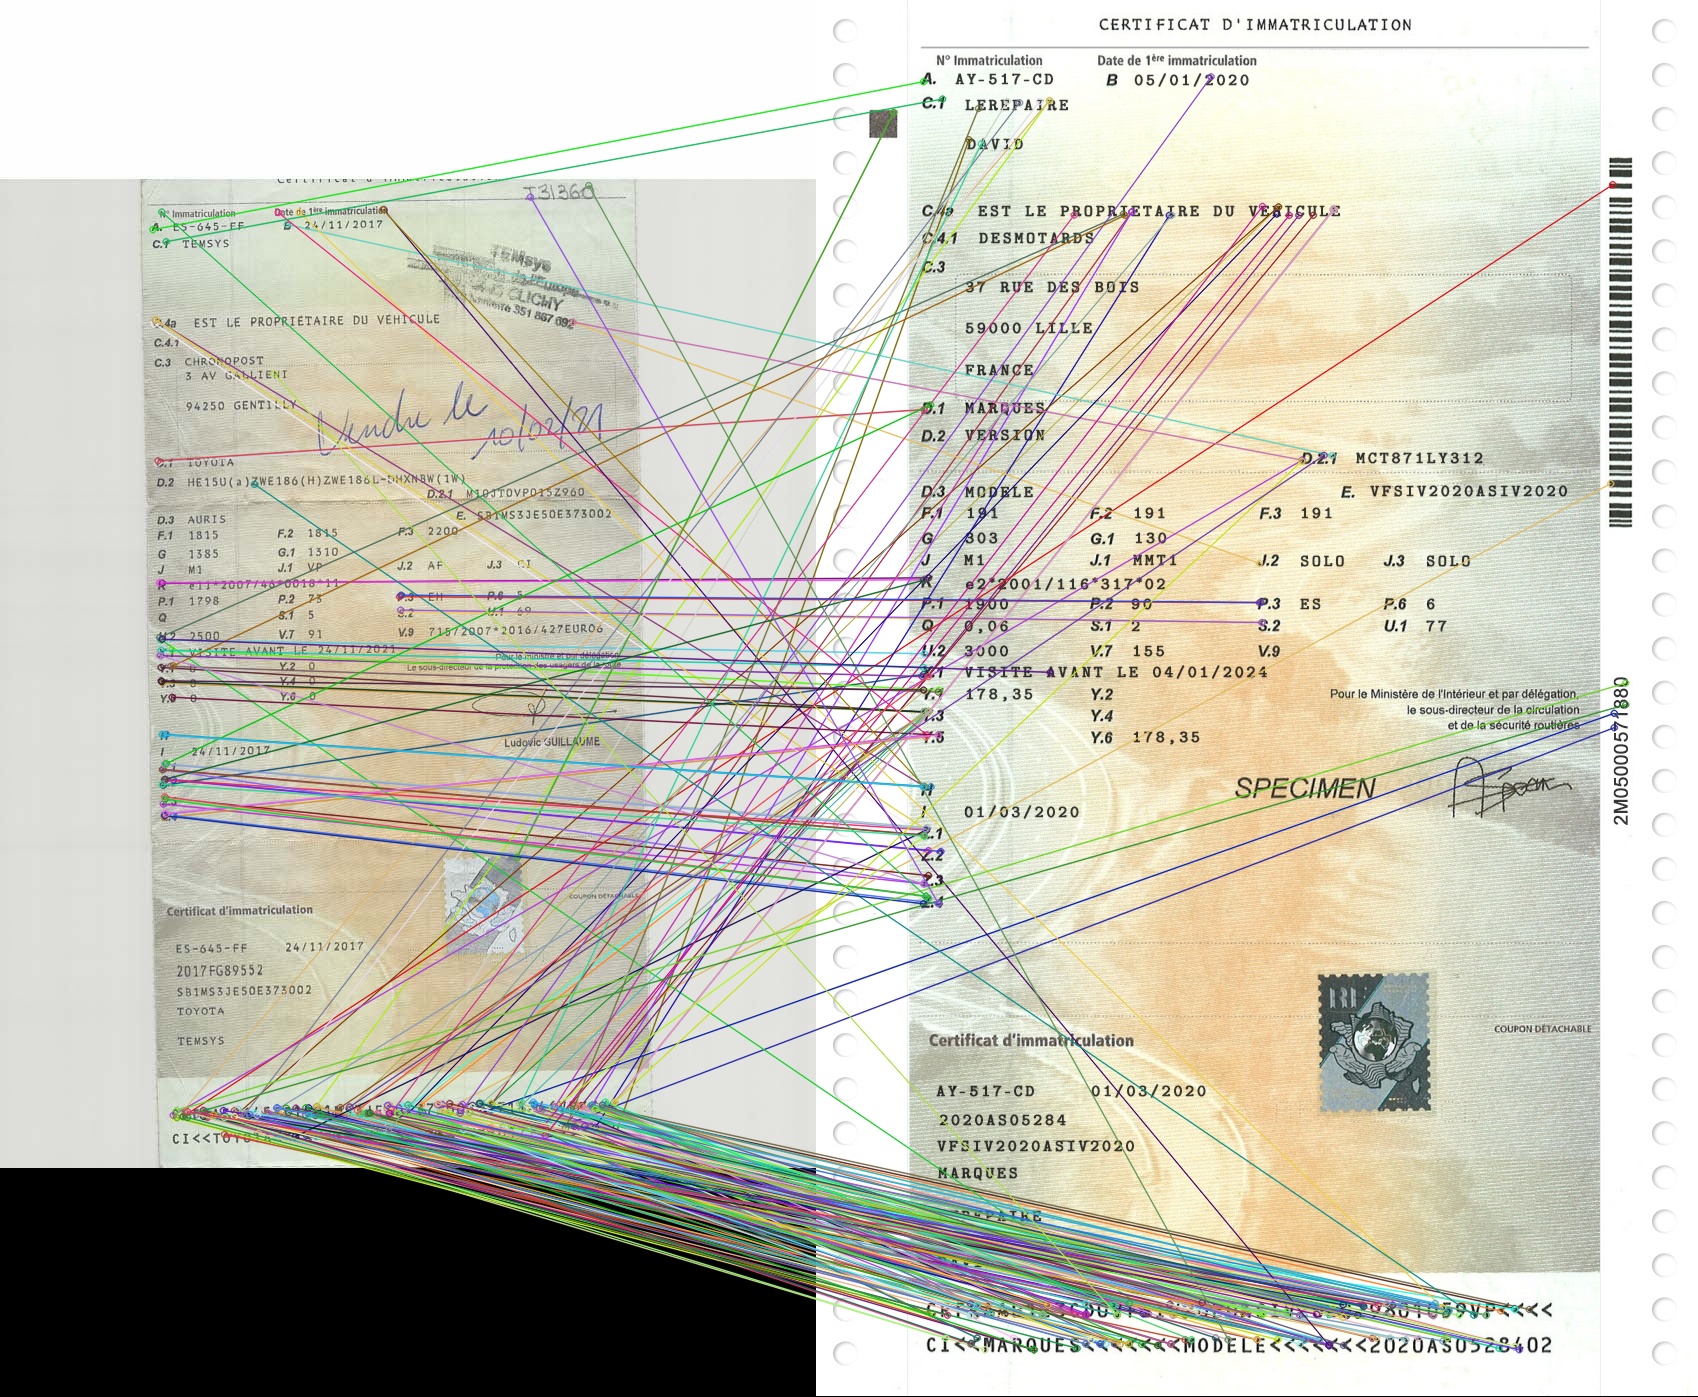 Certificat d'immatriculation
I31360
N° Immatriculation Date de 1ère immatriculation
A. ES-645-FF B 24/11/2017
C.1 TEMSYS
TEMsys
CLICHY
Nanterre 351 867 692
C.4a EST LE PROPRIÉTAIRE DU VÉHICULE
C.4.1
C.3 CHRONOPOST
3 AV GALLIENI
94250 GENTILLY
Vendu le
10/02/21
D.1 TOYOTA
D.2 HE15U(a)ZWE186(H)ZWE186L-DHXNBW(1W)
D.2.1 M10JTOVP015Z960
E. SB1MS3JE50E373002
D.3 AURIS
F.1 1815 F.2 1815 F.3 2200
G 1385 G.1 1310
J M1 J.1 VP J.2 AF J.3 CI
R e11*2007/46*0018*11
P.1 1798 P.2 73 P.3 EH P.6 5
Q S.1 5 S.2 U.1 69
U.2 2500 V.7 91 V.9 715/2007*2016/427EURO6
X.1 VISITE AVANT LE 24/11/2021
Pour le ministre et par délégation
Le sous-directeur de la protection des usagers de la route
Y.1 0 Y.2 0
Y.3 0 Y.4 0
Y.5 0 Y.6 0
H
Ludovic GUILLAUME
I 24/11/2017
COUPON DÉTACHABLE
Certificat d'immatriculation
ES-645-FF 24/11/2017
2017FG89552
SB1MS3JE50E373002
TOYOTA
TEMSYS
CI<<TOYOTA
CERTIFICAT D'IMMATRICULATION
N° Immatriculation Date de 1ère immatriculation
A. AY-517-CD B 05/01/2020
C.1 LEREPAIRE
DAVID
C.4a EST LE PROPRIETAIRE DU VEHICULE
C.4.1 DESMOTARDS
C.3
37 RUE DES BOIS
59000 LILLE
FRANCE
D.1 MARQUES
D.2 VERSION
D.2.1 MCT871LY312
D.3 MODELE E. VFSIV2020ASIV2020
F.1 191 F.2 191 F.3 191
G 303 G.1 130
J M1 J.1 MMT1 J.2 SOLO J.3 SOLO
R e2*2001/116*317*02
P.1 1900 P.2 90 P.3 ES P.6 6
Q 0,06 S.1 2 S.2 U.1 77
U.2 3000 V.7 155 V.9
X.1 VISITE AVANT LE 04/01/2024
Y.1 178,35 Y.2
Y.3 Y.4
Y.5 Y.6 178,35
Pour le Ministère de l'Intérieur et par délégation,
le sous-directeur de la circulation
et de la sécurité routières
H
SPECIMEN
I 01/03/2020
Z.1
Z.2
Z.3
Z.4
2M05000571880
COUPON DÉTACHABLE
Certificat d'immatriculation
AY-517-CD 01/03/2020
2020AS05284
VFSIV2020ASIV2020
MARQUES
LEREPAIRE
CI<<MARQUES<<<<<<<MODELE<<<<<<<2020AS0528402